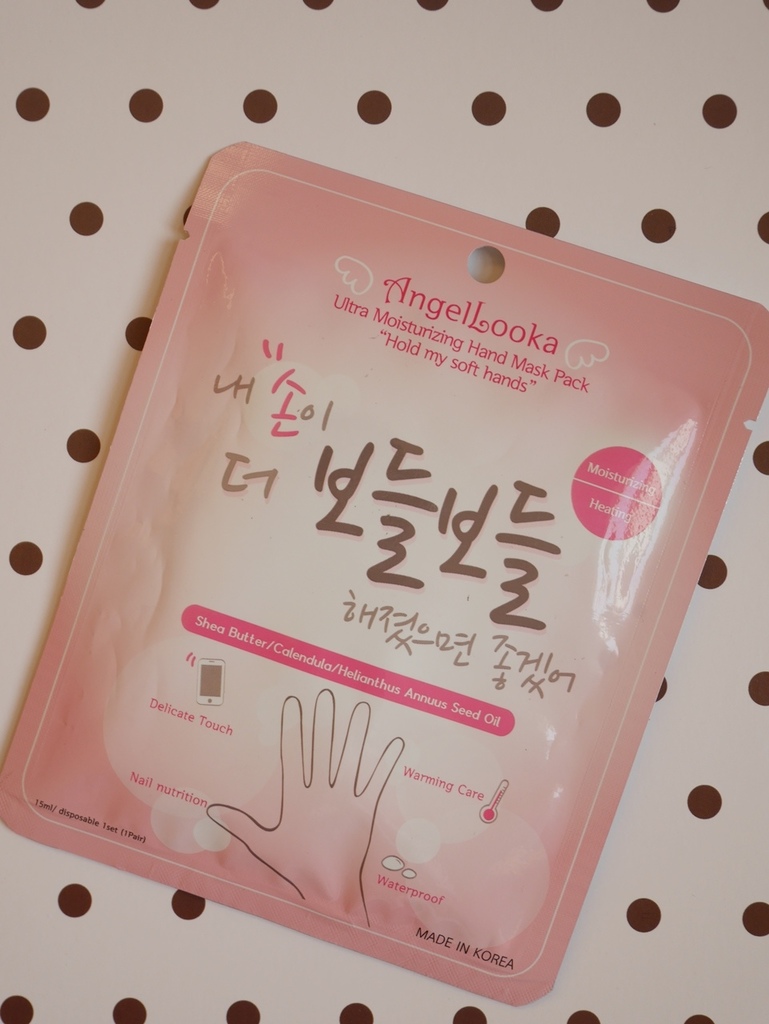 AngelLooka
Ultra Moisturizing Hand Mask Pack
“Hold my soft hands”
내 손이
더 보들보들
해졌으면 좋겠어
Moisturizing
Heating
Shea Butter/Calendula/Helianthus Annuus Seed Oil
Delicate Touch
Warming Care
Nail nutrition
15ml/ disposable 1set (1Pair)
Waterproof
MADE IN KOREA